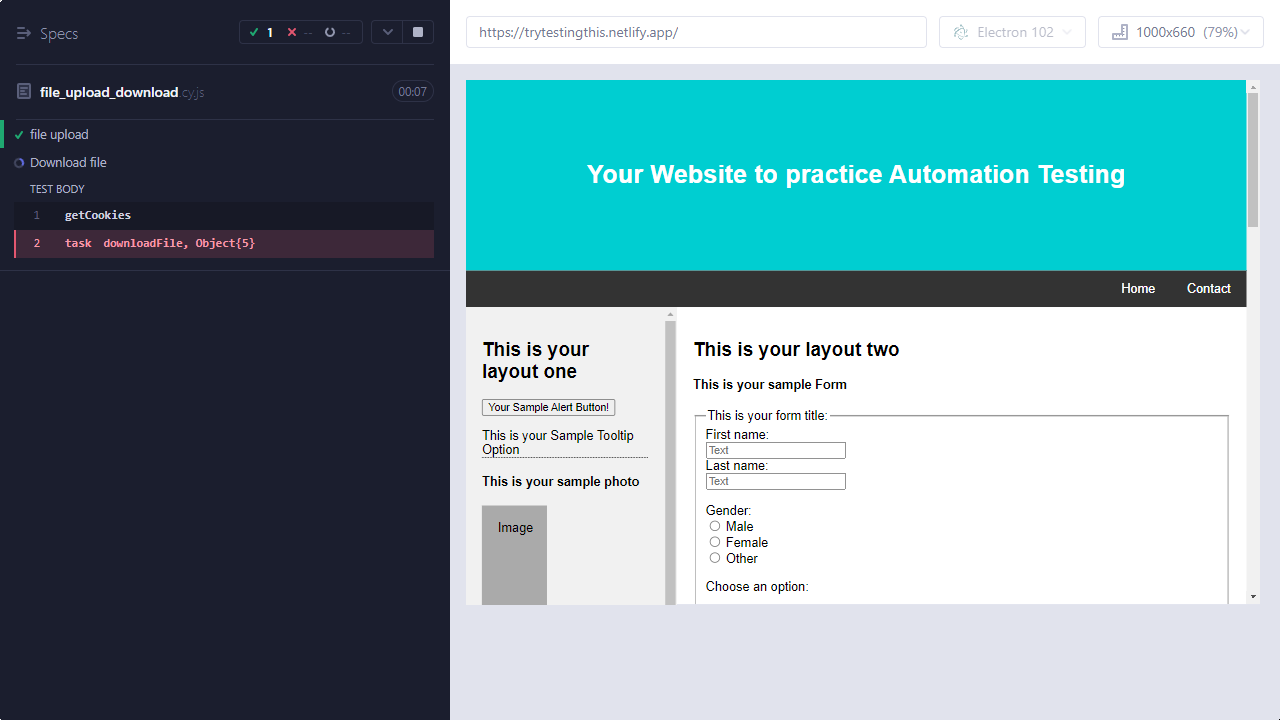 Specs
1
--
--
https://trytestingthis.netlify.app/
Electron 102
1000x660 (79%)
file_upload_download.cy.js
00:07
file upload
Download file
TEST BODY
1 getCookies
2 task downloadFile, Object{5}
Your Website to practice Automation Testing
Home
Contact
This is your
layout one
Your Sample Alert Button!
This is your Sample Tooltip
Option
This is your sample photo
Image
This is your layout two
This is your sample Form
This is your form title:
First name:
Text
Last name:
Text
Gender:
Male
Female
Other
Choose an option: